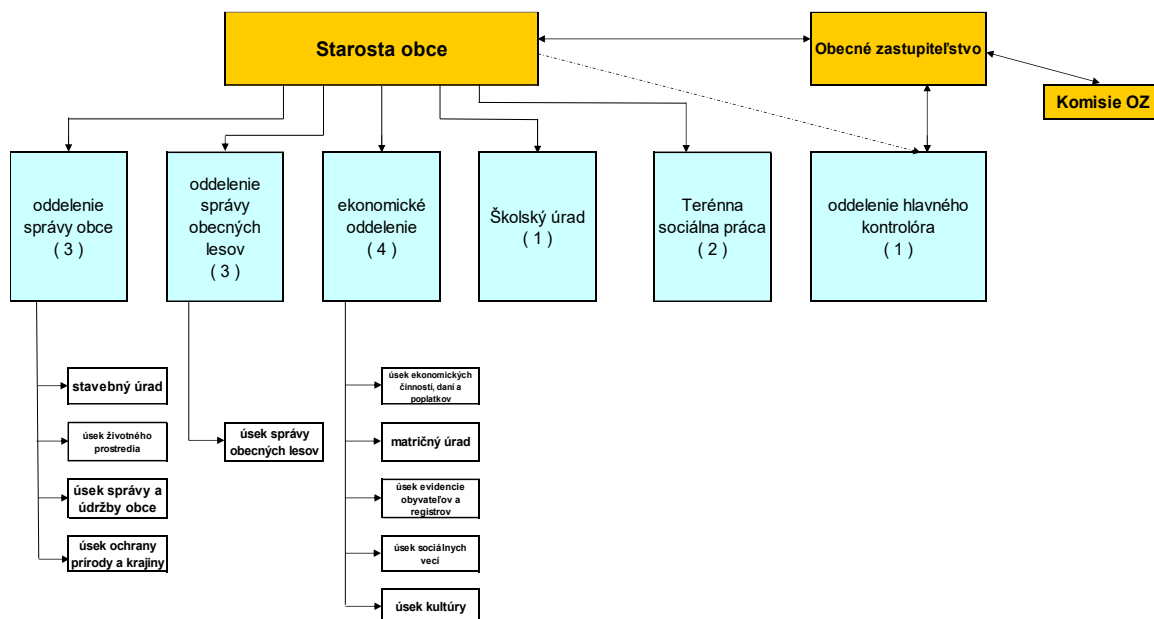 Starosta obce
Obecné zastupiteľstvo
Komisie OZ
oddelenie
správy obce
( 3 )
oddelenie
správy
obecných
lesov
( 3 )
ekonomické
oddelenie
( 4 )
Školský úrad
( 1 )
Terénna
sociálna práca
( 2 )
oddelenie hlavného
kontrolóra
( 1 )
stavebný úrad
úsek životného
prostredia
úsek správy a
údržby obce
úsek ochrany
prírody a krajiny
úsek správy
obecných lesov
úsek ekonomických
činností, daní a
poplatkov
matričný úrad
úsek evidencie
obyvateľov a
registrov
úsek sociálnych
vecí
úsek kultúry